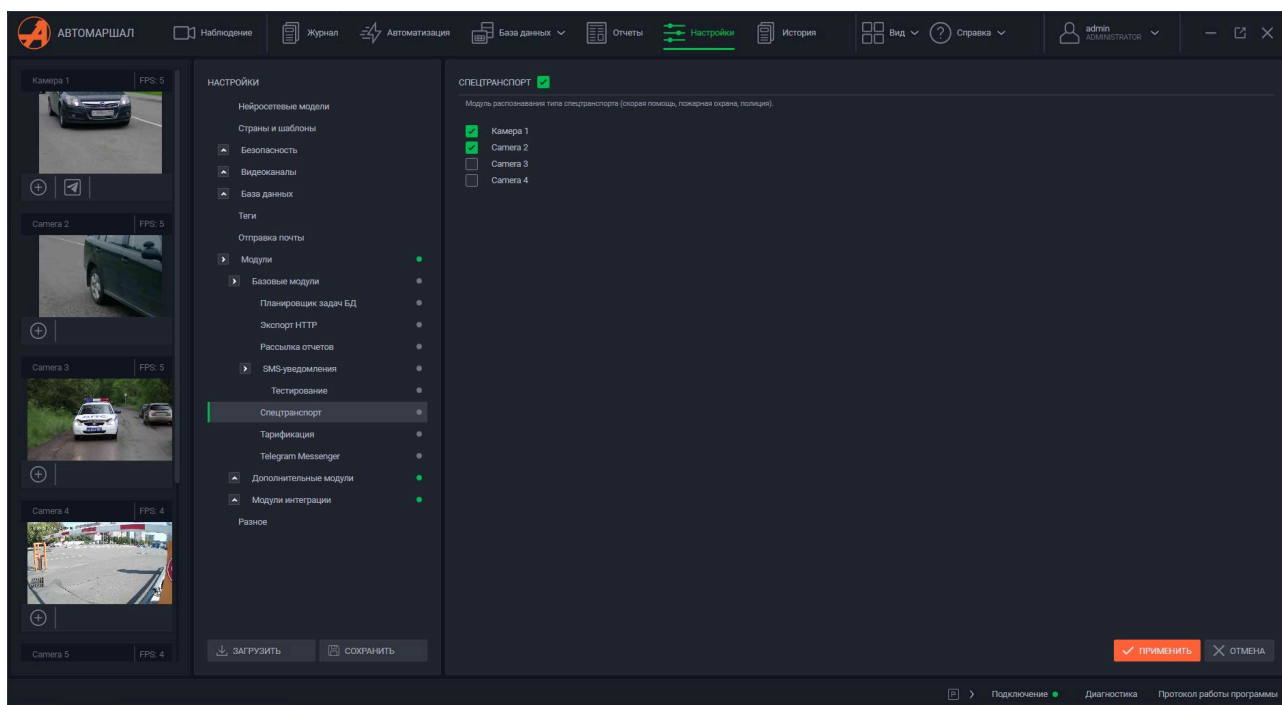 АВТОМАРШАЛ
Наблюдение
Журнал
Автоматизация
База данных
Отчеты
Настройки
История
Вид
Справка
admin
ADMINISTRATOR
Камера 1
FPS: 5
Camera 2
FPS: 5
Camera 3
FPS: 5
Camera 4
FPS: 4
Camera 5
FPS: 4
НАСТРОЙКИ
Нейросетевые модели
Страны и шаблоны
Безопасность
Видеоканалы
База данных
Теги
Отправка почты
Модули
Базовые модули
Планировщик задач БД
Экспорт HTTP
Рассылка отчетов
SMS-уведомления
Тестирование
Спецтранспорт
Тарификация
Telegram Messenger
Дополнительные модули
Модули интеграции
Разное
ЗАГРУЗИТЬ
СОХРАНИТЬ
СПЕЦТРАНСПОРТ
Модуль распознавания типа спецтранспорта (скорая помощь, пожарная охрана, полиция).
Камера 1
Camera 2
Camera 3
Camera 4
ПРИМЕНИТЬ
ОТМЕНА
P
Подключение
Диагностика
Протокол работы программы